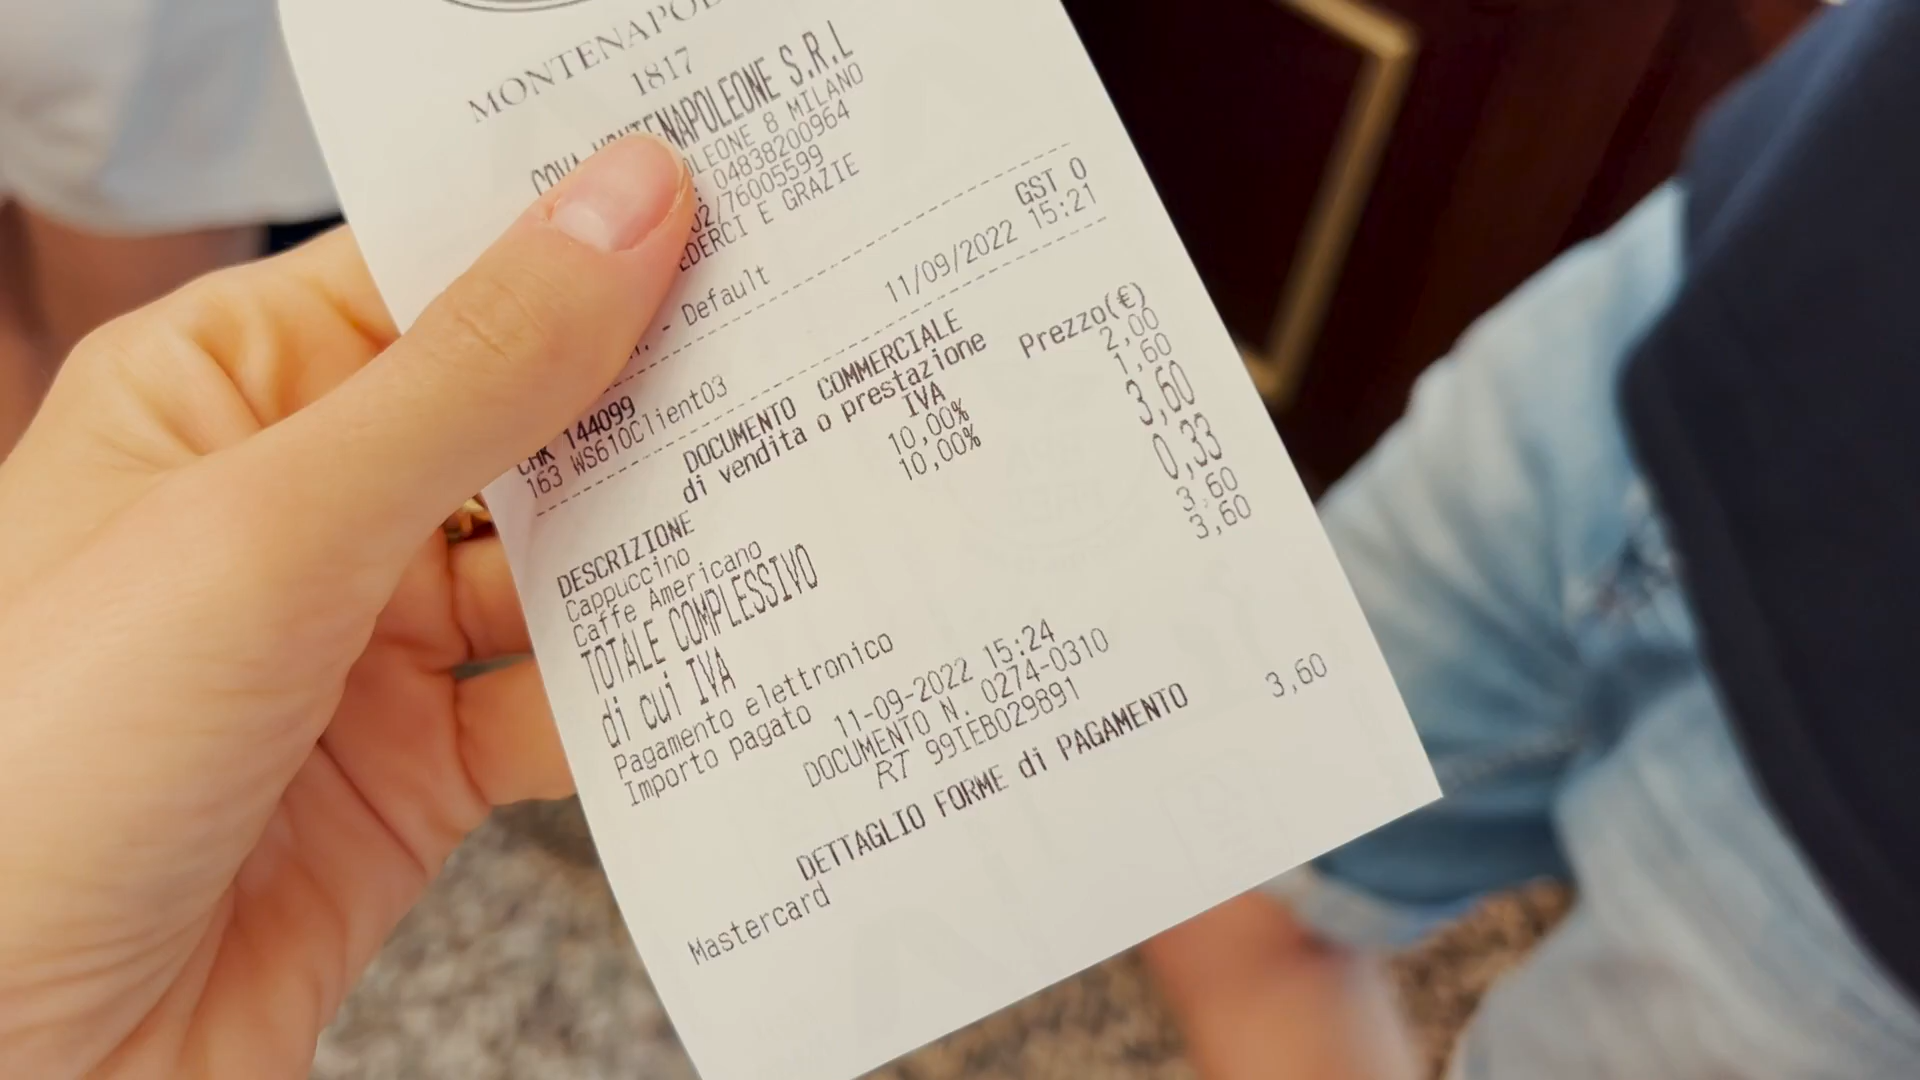 MONTENAPOL
1817
COVA MONTENAPOLEONE S.R.L
OLEONE 8 MILANO
: 04838200964
02/76005599
EDERCI E GRAZIE
- Default
GST 0
11/09/2022 15:21
CHK 144099
163 WS610Client03
DOCUMENTO COMMERCIALE
di vendita o prestazione
DESCRIZIONE IVA Prezzo(€)
Cappuccino 10,00% 2,00
Caffe Americano 10,00% 1,60
TOTALE COMPLESSIVO 3,60
di cui IVA 0,33
Pagamento elettronico 3,60
Importo pagato 3,60
11-09-2022 15:24
DOCUMENTO N. 0274-0310
RT 99IEB029891
DETTAGLIO FORME di PAGAMENTO
Mastercard 3,60